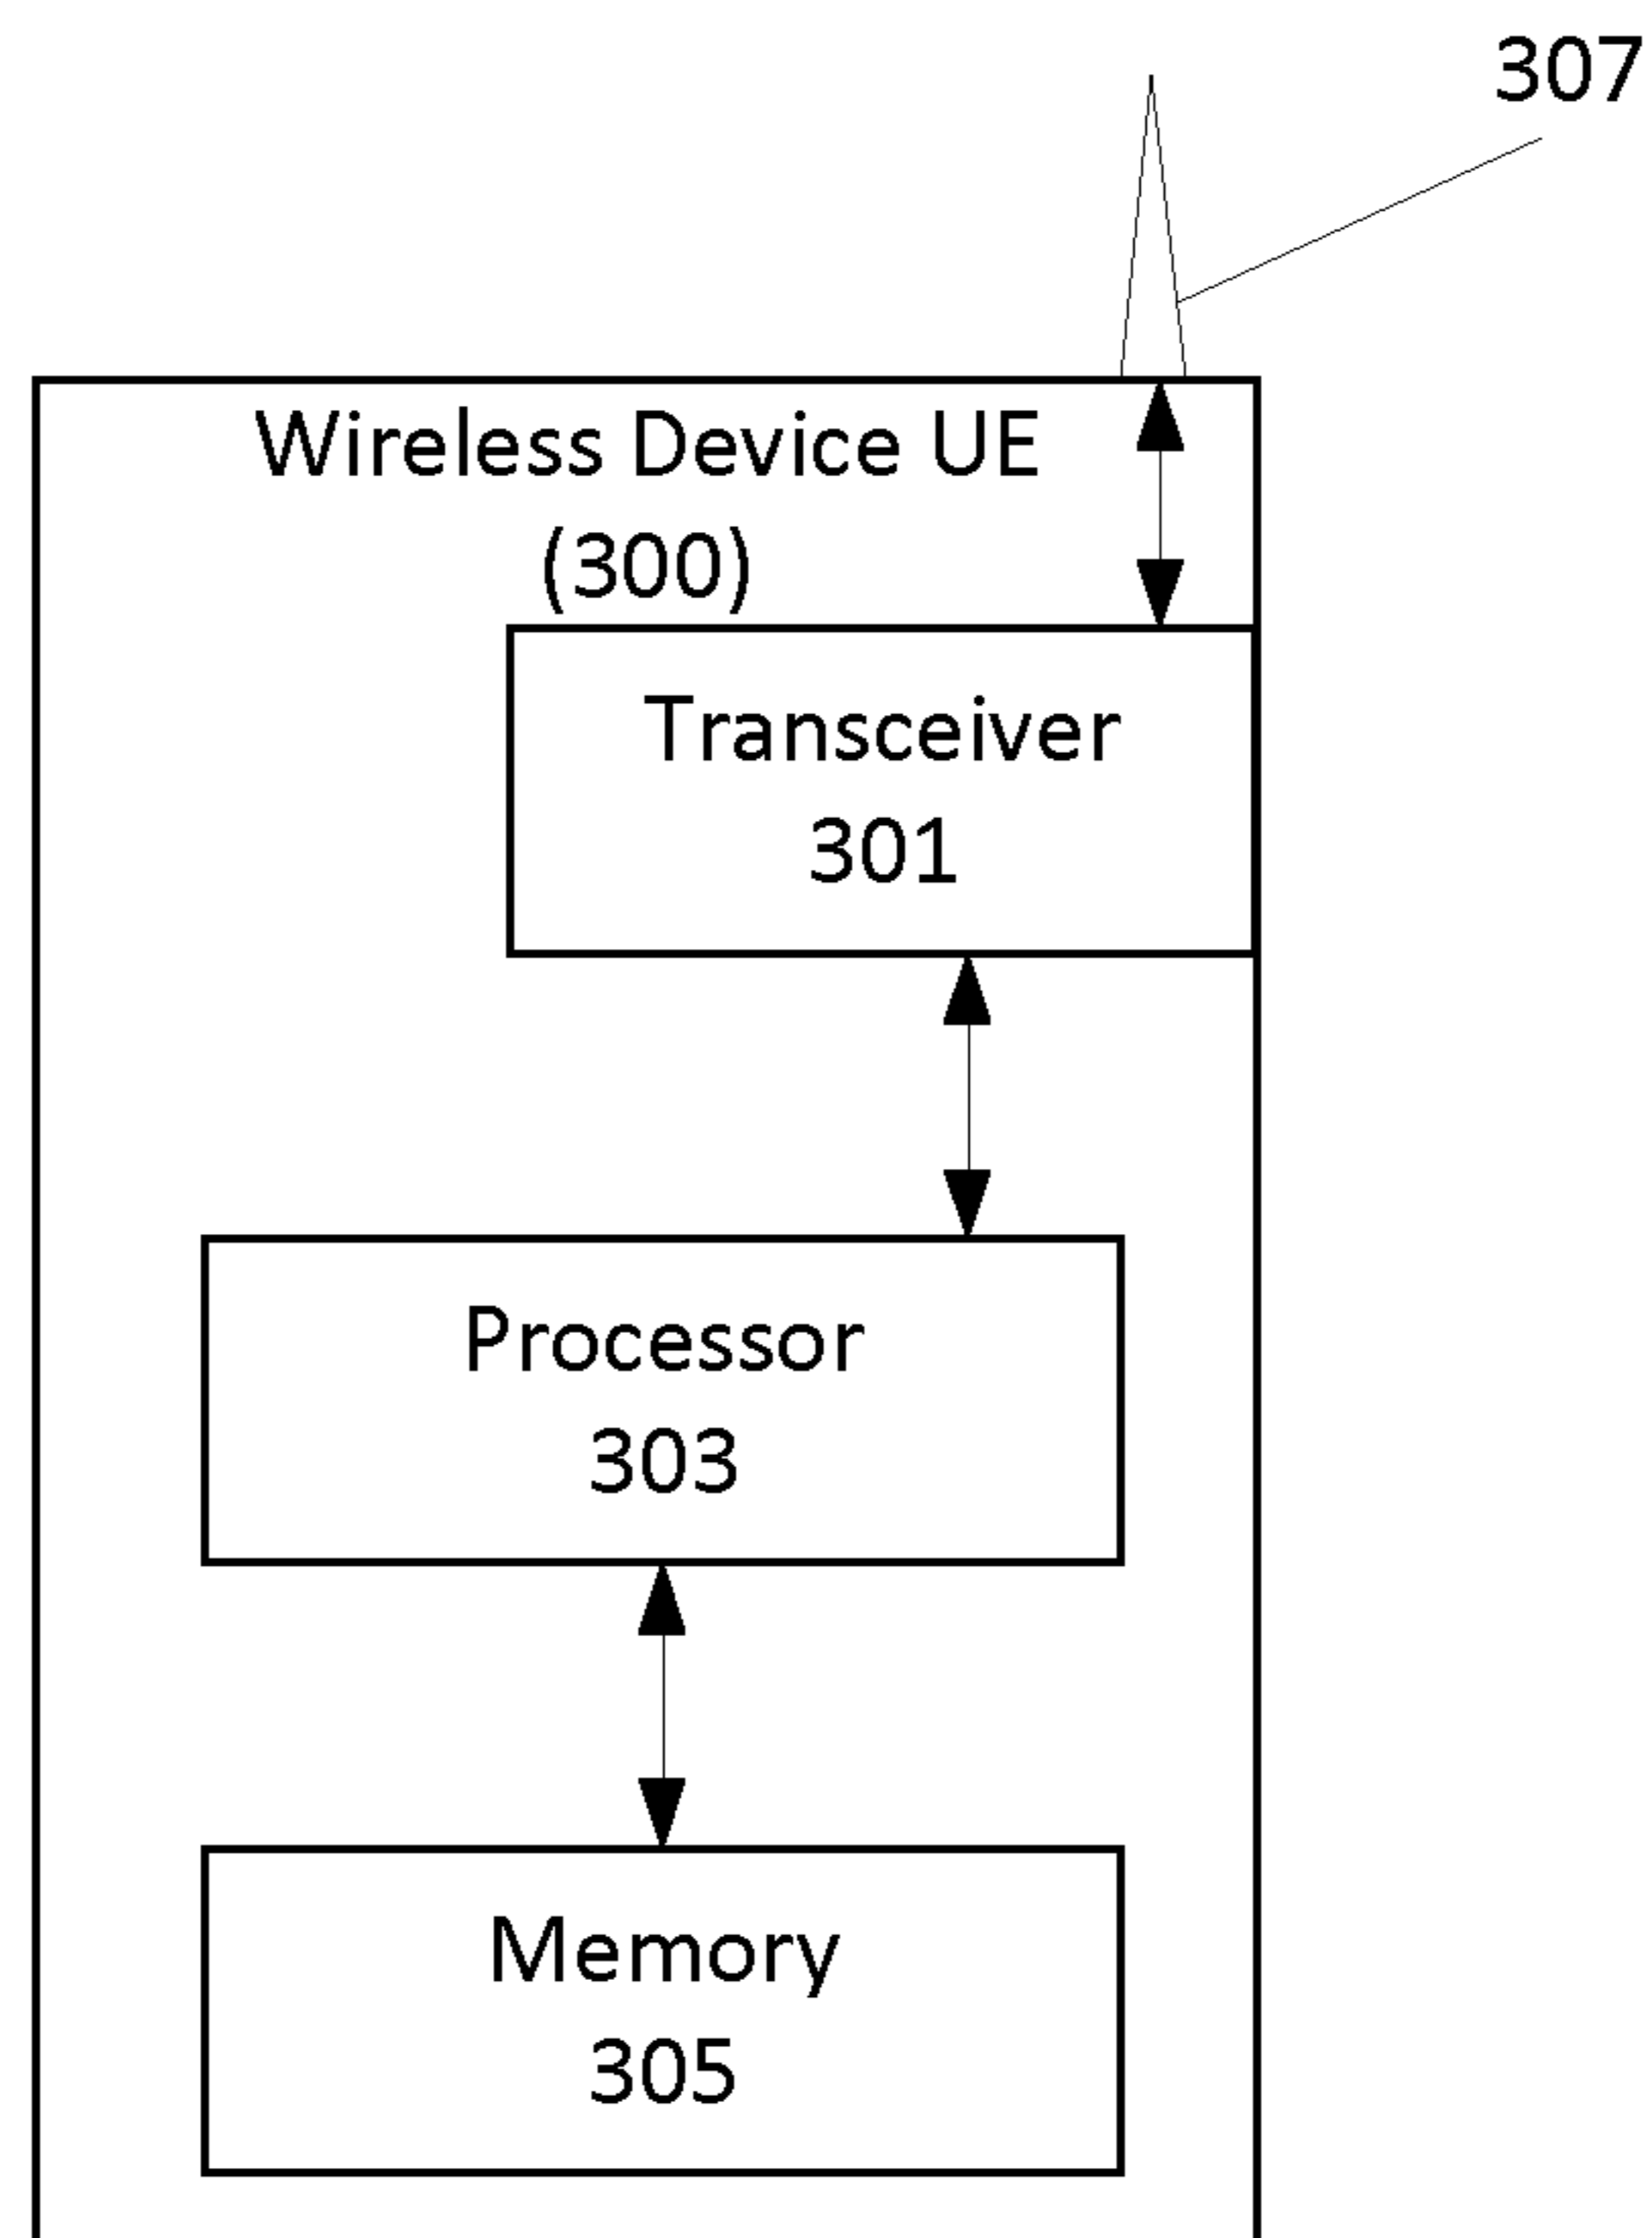 307
Wireless Device UE
(300)
Transceiver
301
Processor
303
Memory
305